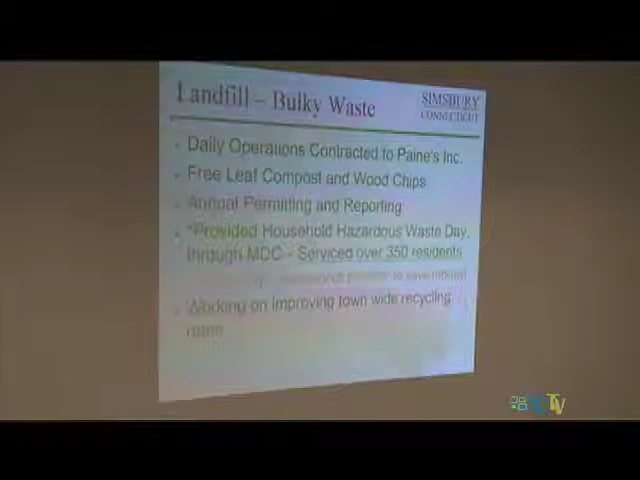 Landfill – Bulky Waste
SIMSBURY
CONNECTICUT
Daily Operations Contracted to Paine's Inc.
Free Leaf Compost and Wood Chips
Annual Permitting and Reporting
*Provided Household Hazardous Waste Day
through MDC – Serviced over 350 residents
Working on improving town wide recycling
TV